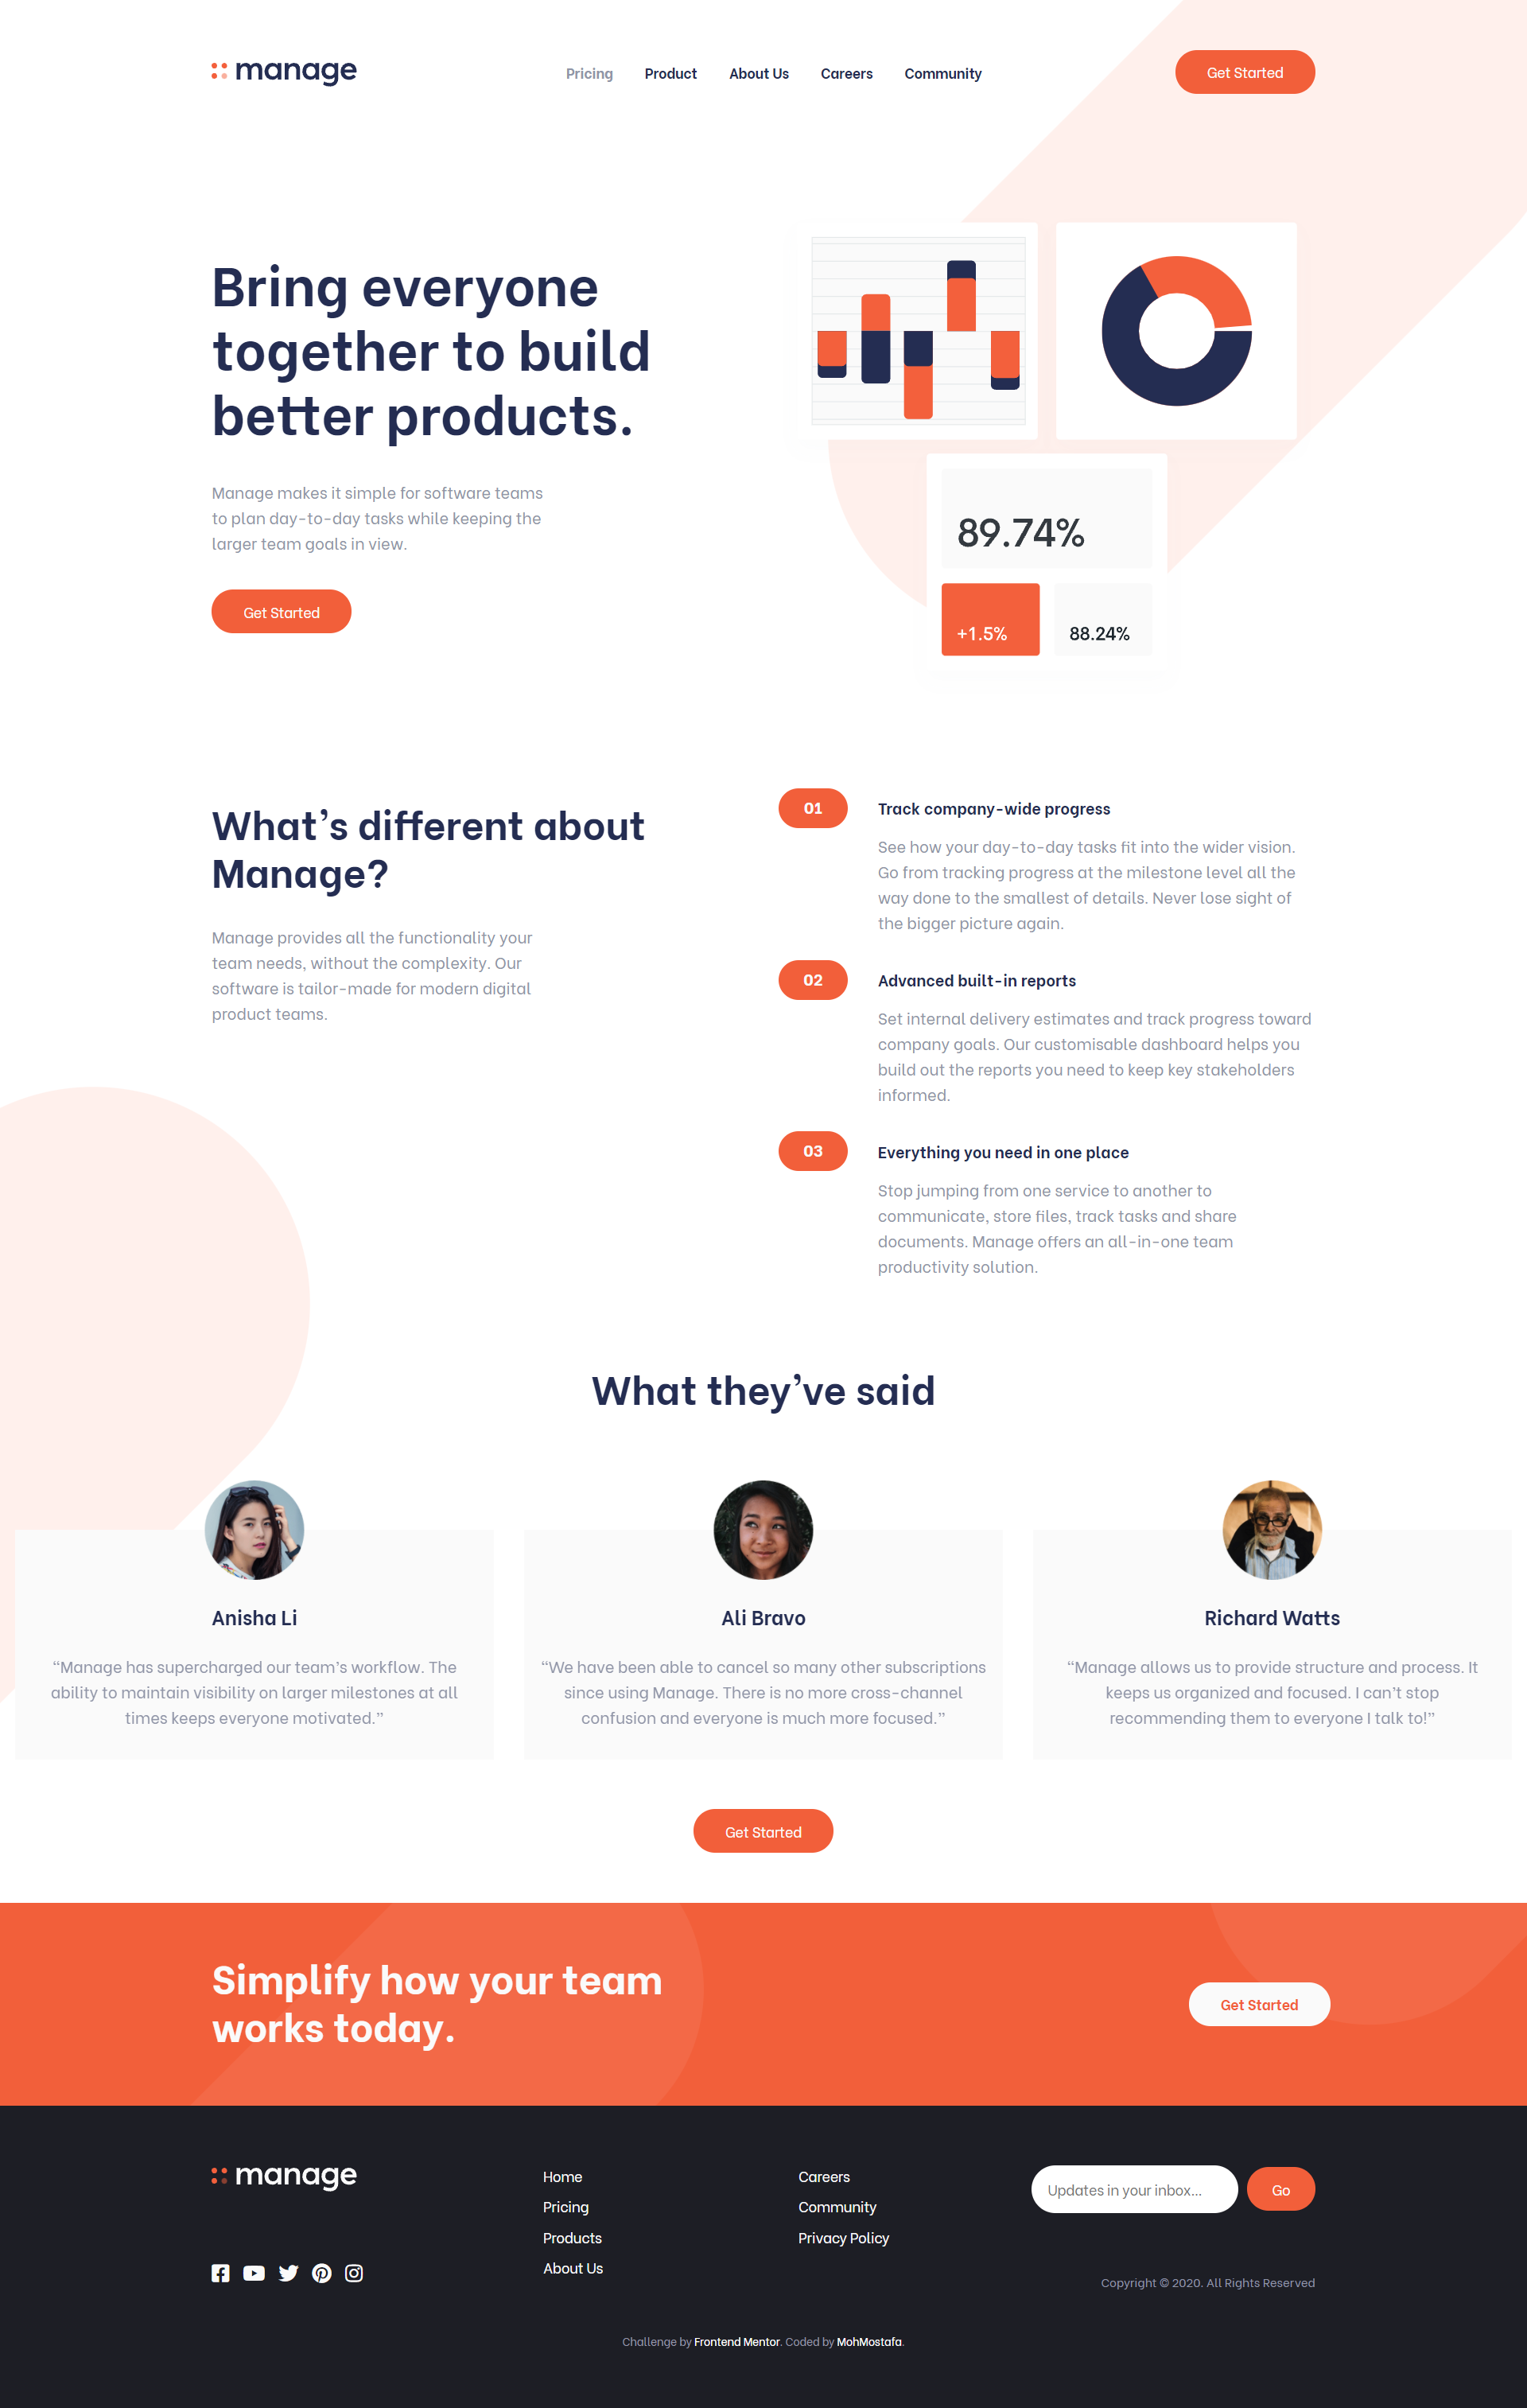 manage
Pricing
Product
About Us
Careers
Community
Get Started
Bring everyone
together to build
better products.
Manage makes it simple for software teams
to plan day-to-day tasks while keeping the
larger team goals in view.
Get Started
89.74%
+1.5%
88.24%
What’s different about
Manage?
Manage provides all the functionality your
team needs, without the complexity. Our
software is tailor-made for modern digital
product teams.
01
Track company-wide progress
See how your day-to-day tasks fit into the wider vision.
Go from tracking progress at the milestone level all the
way done to the smallest of details. Never lose sight of
the bigger picture again.
02
Advanced built-in reports
Set internal delivery estimates and track progress toward
company goals. Our customisable dashboard helps you
build out the reports you need to keep key stakeholders
informed.
03
Everything you need in one place
Stop jumping from one service to another to
communicate, store files, track tasks and share
documents. Manage offers an all-in-one team
productivity solution.
What they’ve said
Anisha Li
“Manage has supercharged our team’s workflow. The
ability to maintain visibility on larger milestones at all
times keeps everyone motivated.”
Ali Bravo
“We have been able to cancel so many other subscriptions
since using Manage. There is no more cross-channel
confusion and everyone is much more focused.”
Richard Watts
“Manage allows us to provide structure and process. It
keeps us organized and focused. I can’t stop
recommending them to everyone I talk to!”
Get Started
Simplify how your team
works today.
Get Started
manage
Home
Pricing
Products
About Us
Careers
Community
Privacy Policy
Updates in your inbox...
Go
Copyright © 2020. All Rights Reserved
Challenge by Frontend Mentor. Coded by MohMostafa.